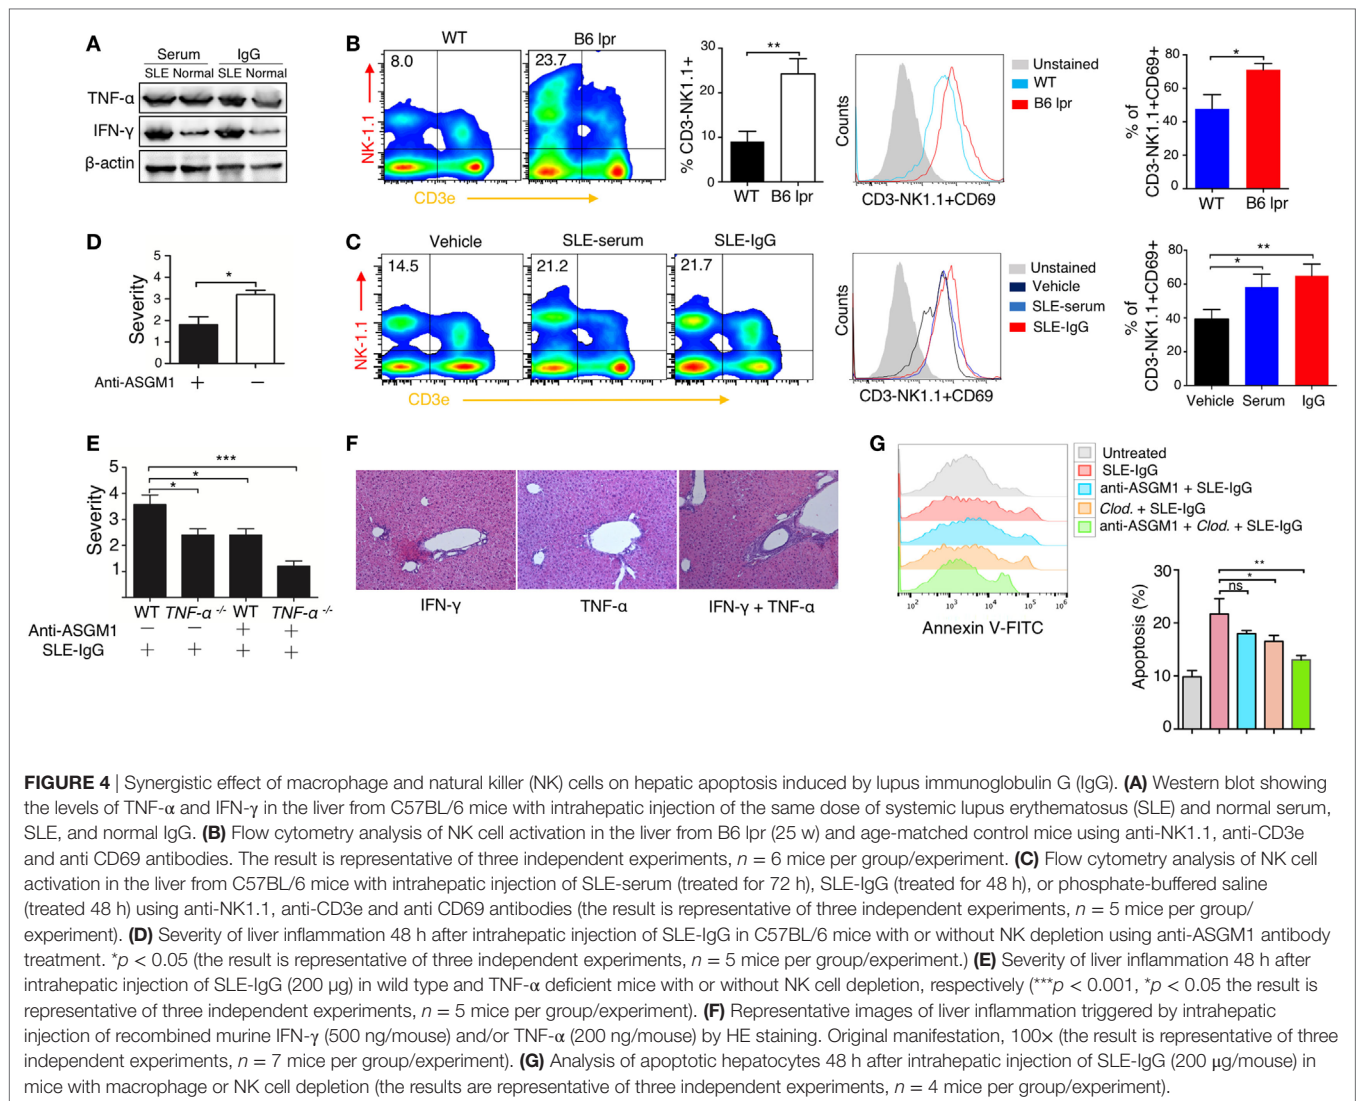 A
Serum IgG
SLE Normal SLE Normal
TNF-α
IFN-γ
β-actin
B
WT B6 lpr
8.0 23.7
NK-1.1
CD3e
% CD3-NK1.1+
30
20
10
0
**
WT B6 lpr
Counts
Unstained
WT
B6 lpr
CD3-NK1.1+CD69
% of
CD3-NK1.1+CD69+
80
60
40
20
0
*
WT B6 lpr
D
Severity
5
4
3
2
1
*
Anti-ASGM1 + −
C
Vehicle SLE-serum SLE-IgG
14.5 21.2 21.7
NK-1.1
CD3e
Counts
Unstained
Vehicle
SLE-serum
SLE-IgG
CD3-NK1.1+CD69
% of
CD3-NK1.1+CD69+
80
60
40
20
0
**
*
Vehicle Serum IgG
E
Severity
5
4
3
2
1
***
*
*
WT TNF-α -/- WT TNF-α -/-
Anti-ASGM1 − − + +
SLE-IgG + + + +
F
IFN-γ TNF-α IFN-γ + TNF-α
G
Untreated
SLE-IgG
anti-ASGM1 + SLE-IgG
Clod. + SLE-IgG
anti-ASGM1 + Clod. + SLE-IgG
10² 10³ 10⁴ 10⁵ 10⁶
Annexin V-FITC
Apoptosis (%)
30
20
10
0
**
*
ns
FIGURE 4 | Synergistic effect of macrophage and natural killer (NK) cells on hepatic apoptosis induced by lupus immunoglobulin G (IgG). (A) Western blot showing
the levels of TNF-α and IFN-γ in the liver from C57BL/6 mice with intrahepatic injection of the same dose of systemic lupus erythematosus (SLE) and normal serum,
SLE, and normal IgG. (B) Flow cytometry analysis of NK cell activation in the liver from B6 lpr (25 w) and age-matched control mice using anti-NK1.1, anti-CD3e
and anti CD69 antibodies. The result is representative of three independent experiments, n = 6 mice per group/experiment. (C) Flow cytometry analysis of NK cell
activation in the liver from C57BL/6 mice with intrahepatic injection of SLE-serum (treated for 72 h), SLE-IgG (treated for 48 h), or phosphate-buffered saline
(treated 48 h) using anti-NK1.1, anti-CD3e and anti CD69 antibodies (the result is representative of three independent experiments, n = 5 mice per group/
experiment). (D) Severity of liver inflammation 48 h after intrahepatic injection of SLE-IgG in C57BL/6 mice with or without NK depletion using anti-ASGM1 antibody
treatment. *p < 0.05 (the result is representative of three independent experiments, n = 5 mice per group/experiment.) (E) Severity of liver inflammation 48 h after
intrahepatic injection of SLE-IgG (200 μg) in wild type and TNF-α deficient mice with or without NK cell depletion, respectively (***p < 0.001, *p < 0.05 the result is
representative of three independent experiments, n = 5 mice per group/experiment). (F) Representative images of liver inflammation triggered by intrahepatic
injection of recombined murine IFN-γ (500 ng/mouse) and/or TNF-α (200 ng/mouse) by HE staining. Original manifestation, 100× (the result is representative of three
independent experiments, n = 7 mice per group/experiment). (G) Analysis of apoptotic hepatocytes 48 h after intrahepatic injection of SLE-IgG (200 μg/mouse) in
mice with macrophage or NK cell depletion (the results are representative of three independent experiments, n = 4 mice per group/experiment).